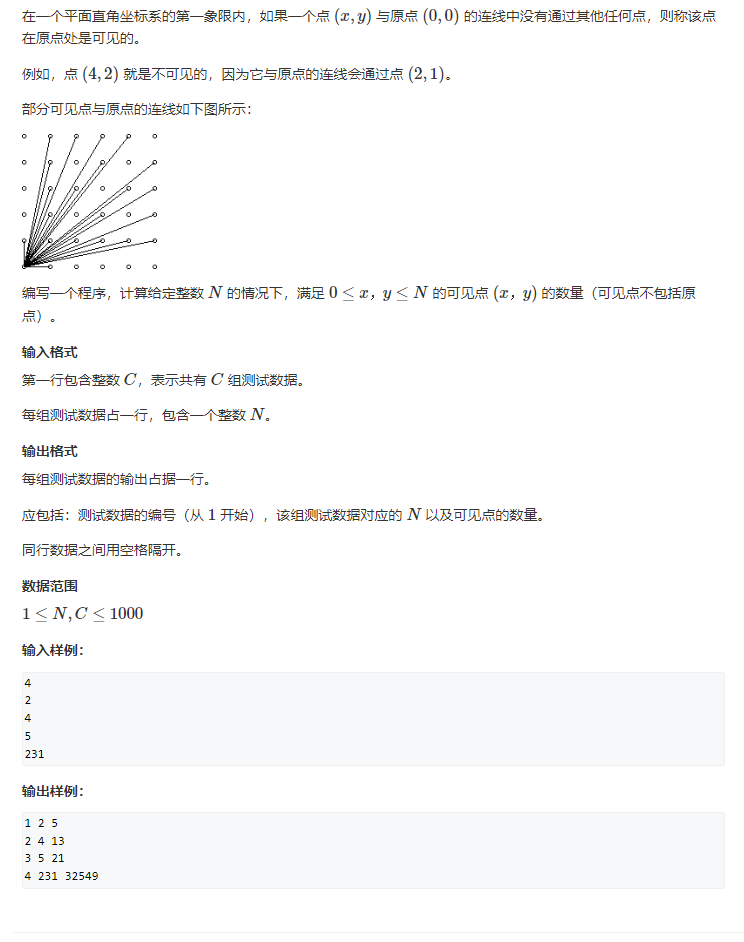 在一个平面直角坐标系的第一象限内，如果一个点 (x, y) 与原点 (0, 0) 的连线中没有通过其他任何点，则称该点
在原点处是可见的。
例如，点 (4, 2) 就是不可见的，因为它与原点的连线会通过点 (2, 1)。
部分可见点与原点的连线如下图所示：
编写一个程序，计算给定整数 N 的情况下，满足 0 ≤ x，y ≤ N 的可见点 (x，y) 的数量（可见点不包括原
点）。
输入格式
第一行包含整数 C，表示共有 C 组测试数据。
每组测试数据占一行，包含一个整数 N。
输出格式
每组测试数据的输出占据一行。
应包括：测试数据的编号（从 1 开始），该组测试数据对应的 N 以及可见点的数量。
同行数据之间用空格隔开。
数据范围
1 ≤ N, C ≤ 1000
输入样例：
4
2
4
5
231
输出样例：
1 2 5
2 4 13
3 5 21
4 231 32549